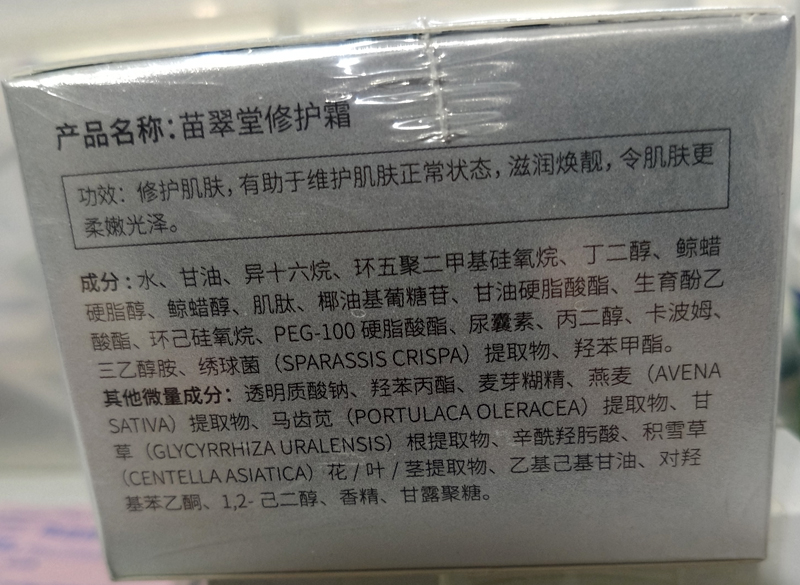 产品名称：苗翠堂修护霜
功效：修护肌肤，有助于维护肌肤正常状态，滋润焕靓，令肌肤更
柔嫩光泽。
成分：水、甘油、异十六烷、环五聚二甲基硅氧烷、丁二醇、鲸蜡
硬脂醇、鲸蜡醇、肌肽、椰油基葡糖苷、甘油硬脂酸酯、生育酚乙
酸酯、环己硅氧烷、PEG-100 硬脂酸酯、尿囊素、丙二醇、卡波姆、
三乙醇胺、绣球菌（SPARASSIS CRISPA）提取物、羟苯甲酯。
其他微量成分：透明质酸钠、羟苯丙酯、麦芽糊精、燕麦（AVENA
SATIVA）提取物、马齿苋（PORTULACA OLERACEA）提取物、甘
草（GLYCYRRHIZA URALENSIS）根提取物、辛酰羟肟酸、积雪草
（CENTELLA ASIATICA）花 / 叶 / 茎提取物、乙基己基甘油、对羟
基苯乙酮、1,2- 己二醇、香精、甘露聚糖。